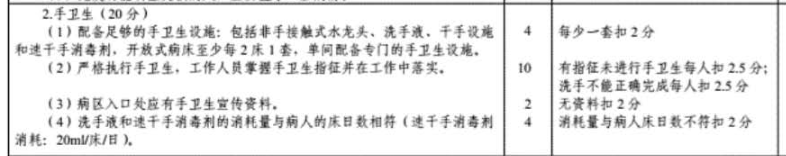 2.手卫生（20 分）
（1）配备足够的手卫生设施：包括非手接触式水龙头、洗手液、干手设施
和速干手消毒剂，开放式病床至少每 2 床 1 套，单间配备专门的手卫生设施。
4
每少一套扣 2 分
（2）严格执行手卫生，工作人员掌握手卫生指征并在工作中落实。
10
有指征未进行手卫生每人扣 2.5 分；
洗手不能正确完成每人扣 2.5 分
（3）病区入口处应有手卫生宣传资料。
2
无资料扣 2 分
（4）洗手液和速干手消毒剂的消耗量与病人的床日数相符（速干手消毒剂
消耗：20ml/床/日）。
4
消耗量与病人床日数不符扣 2 分